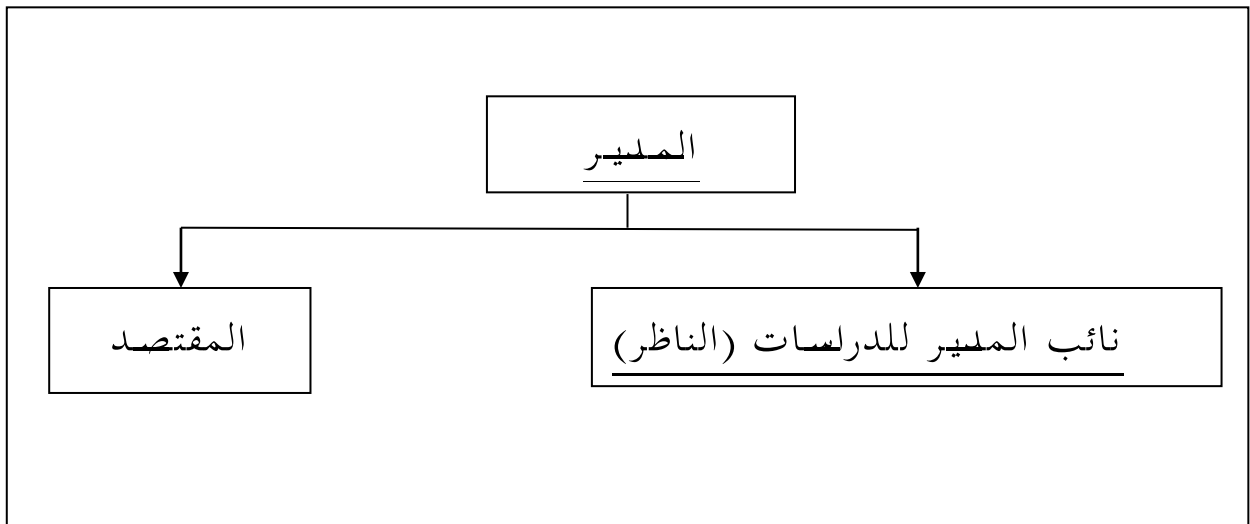 المدير
نائب المدير للدراسات (الناظر)
المقتصد